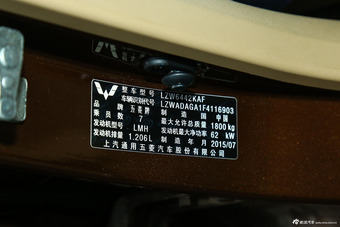 整车型号 LZW6442KAF
车辆识别代号 LZWADAGA1F4116903
品牌 五菱牌 制造国 中国
乘员数 7 最大允许总质量 1800kg
发动机型号 LMH 发动机最大净功率 62 kW
发动机排量 1.206L 制造年月 2015/07
上汽通用五菱汽车股份有限公司